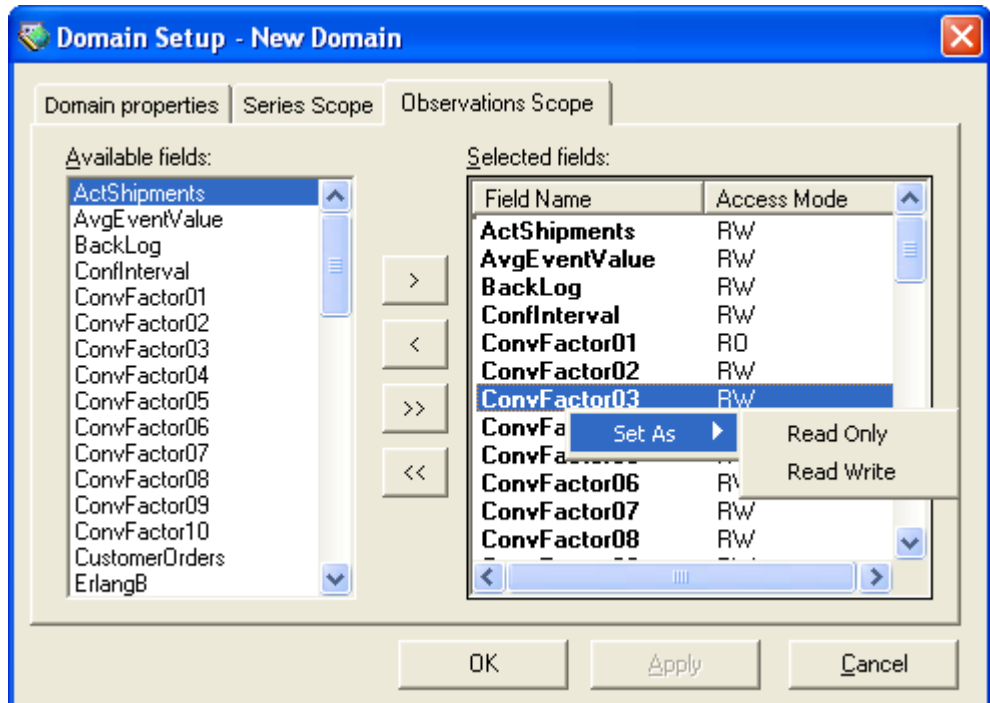 Domain Setup - New Domain
Domain properties
Series Scope
Observations Scope
Available fields:
ActShipments
AvgEventValue
BackLog
ConfInterval
ConvFactor01
ConvFactor02
ConvFactor03
ConvFactor04
ConvFactor05
ConvFactor06
ConvFactor07
ConvFactor08
ConvFactor09
ConvFactor10
CustomerOrders
ErlangB
>
<
>>
<<
Selected fields:
Field Name Access Mode
ActShipments RW
AvgEventValue RW
BackLog RW
ConfInterval RW
ConvFactor01 RO
ConvFactor02 RW
ConvFactor03 RW
ConvFa
Set As
Read Only
Read Write
ConvFactor06
ConvFactor07 RW
ConvFactor08 RW
OK
Apply
Cancel